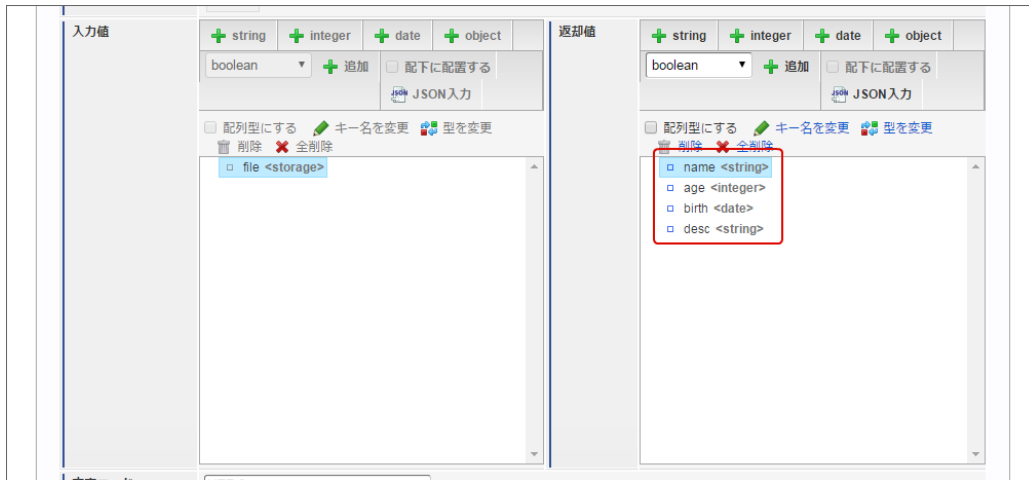 入力値
string integer date object
boolean 追加 配下に配置する
JSON入力
配列型にする キー名を変更 型を変更
削除 全削除
file <storage>
返却値
string integer date object
boolean 追加 配下に配置する
JSON入力
配列型にする キー名を変更 型を変更
削除 全削除
name <string>
age <integer>
birth <date>
desc <string>